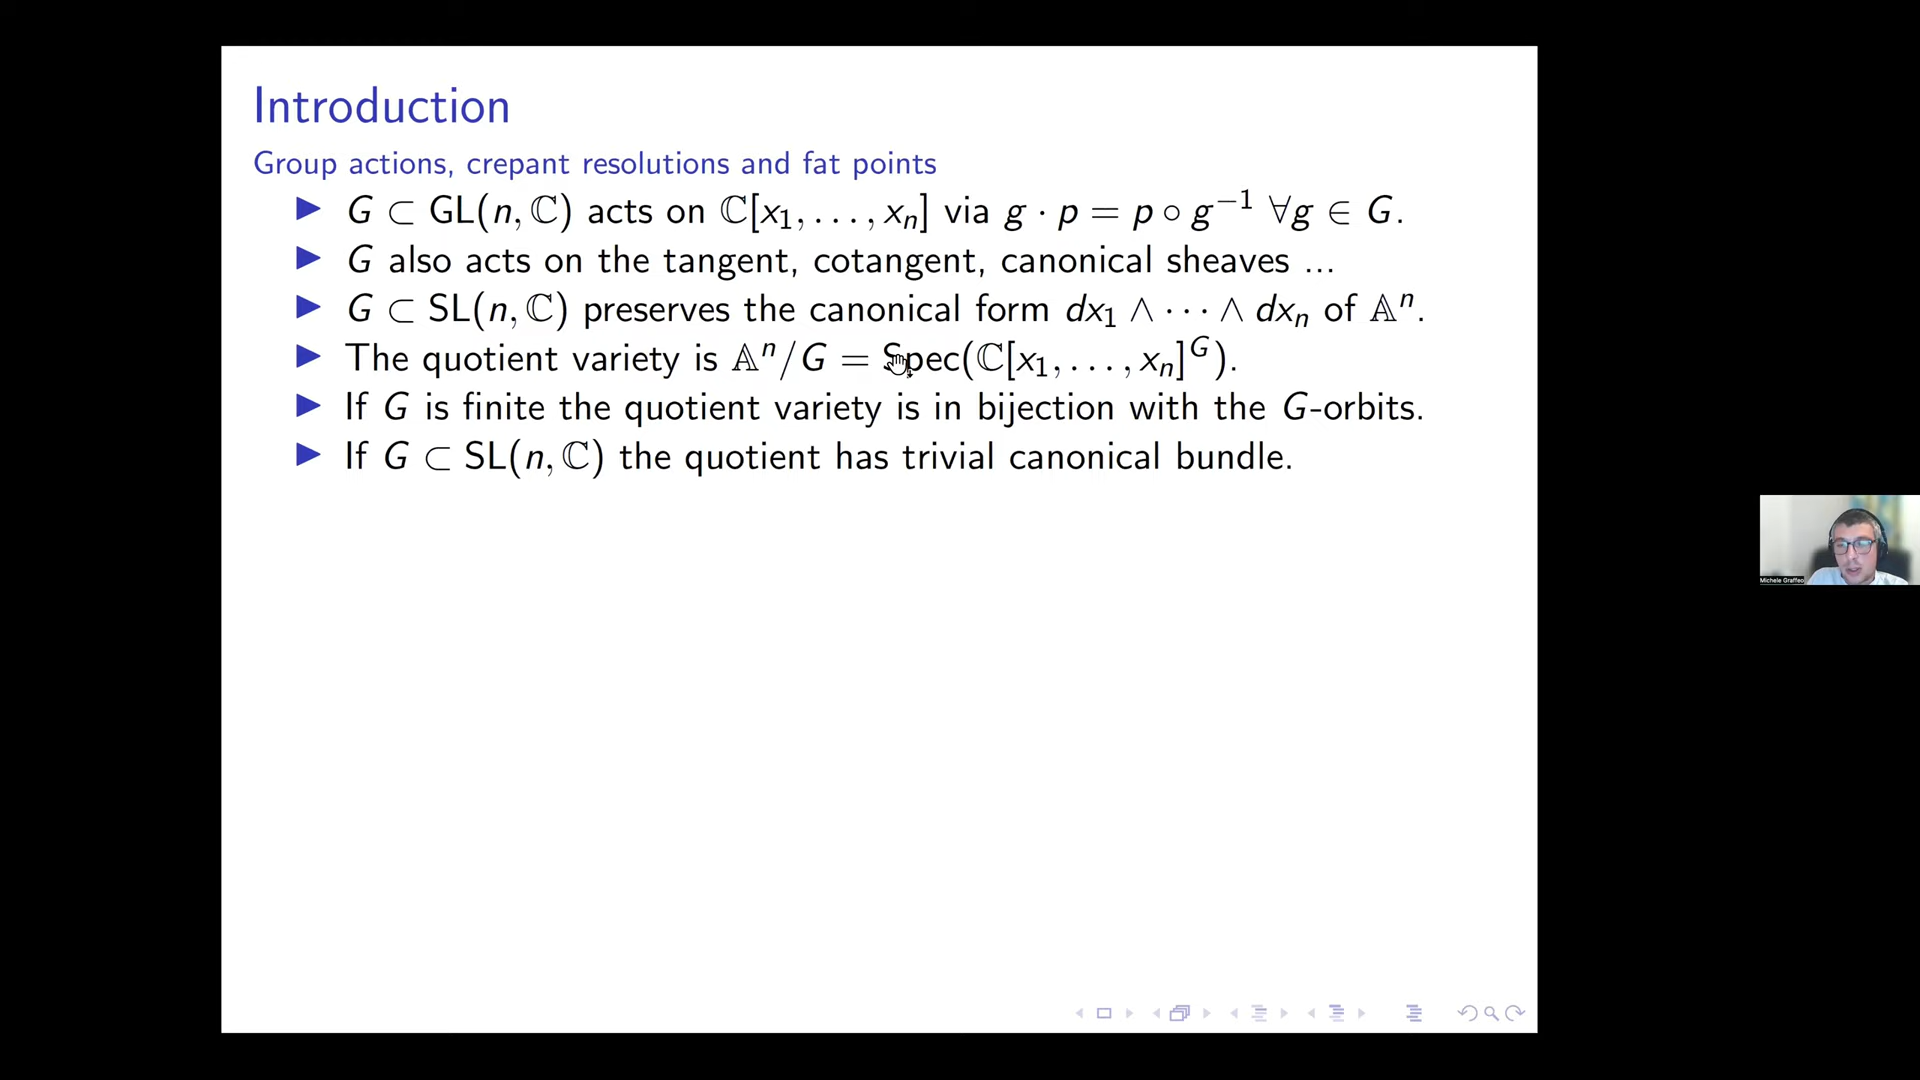 Introduction
Group actions, crepant resolutions and fat points
▶ G ⊂ GL(n, ℂ) acts on ℂ[x₁, . . . , xₙ] via g · p = p ∘ g⁻¹ ∀g ∈ G.
▶ G also acts on the tangent, cotangent, canonical sheaves ...
▶ G ⊂ SL(n, ℂ) preserves the canonical form dx₁ ∧ · · · ∧ dxₙ of 𝔸ⁿ.
▶ The quotient variety is 𝔸ⁿ/G = Spec(ℂ[x₁, . . . , xₙ]ᴳ).
▶ If G is finite the quotient variety is in bijection with the G-orbits.
▶ If G ⊂ SL(n, ℂ) the quotient has trivial canonical bundle.
Michele Graffeo